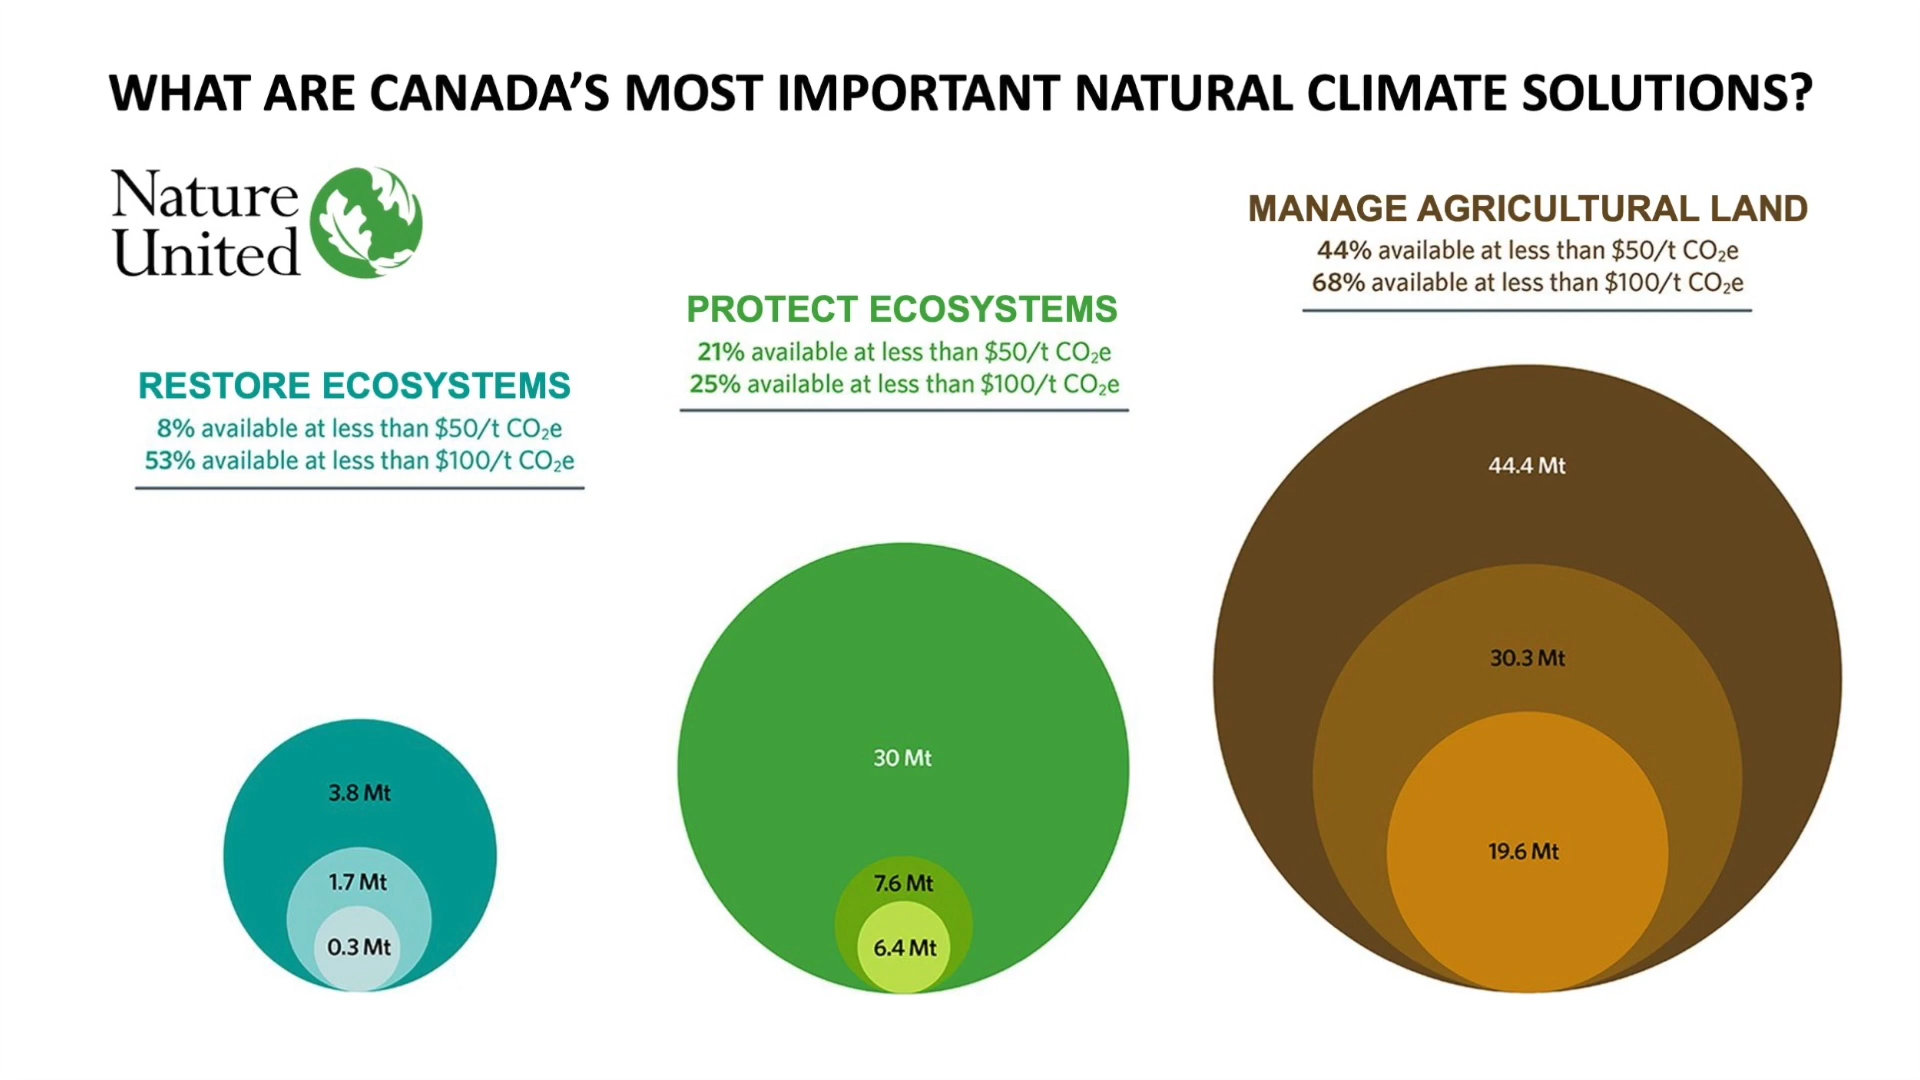 WHAT ARE CANADA’S MOST IMPORTANT NATURAL CLIMATE SOLUTIONS?
Nature
United
RESTORE ECOSYSTEMS
8% available at less than $50/t CO₂e
53% available at less than $100/t CO₂e
3.8 Mt
1.7 Mt
0.3 Mt
PROTECT ECOSYSTEMS
21% available at less than $50/t CO₂e
25% available at less than $100/t CO₂e
30 Mt
7.6 Mt
6.4 Mt
MANAGE AGRICULTURAL LAND
44% available at less than $50/t CO₂e
68% available at less than $100/t CO₂e
44.4 Mt
30.3 Mt
19.6 Mt